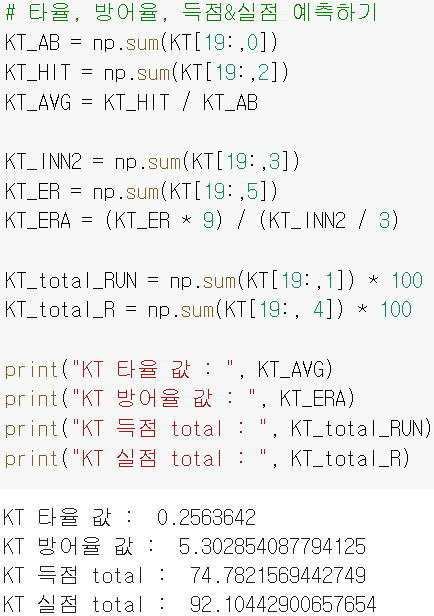 # 타율, 방어율, 득점&실점 예측하기
KT_AB = np.sum(KT[19:,0])
KT_HIT = np.sum(KT[19:,2])
KT_AVG = KT_HIT / KT_AB
KT_INN2 = np.sum(KT[19:,3])
KT_ER = np.sum(KT[19:,5])
KT_ERA = (KT_ER * 9) / (KT_INN2 / 3)
KT_total_RUN = np.sum(KT[19:,1]) * 100
KT_total_R = np.sum(KT[19:, 4]) * 100
print("KT 타율 값 : ", KT_AVG)
print("KT 방어율 값 : ", KT_ERA)
print("KT 득점 total : ", KT_total_RUN)
print("KT 실점 total : ", KT_total_R)
KT 타율 값 :  0.2563642
KT 방어율 값 :  5.302854087794125
KT 득점 total :  74.7821569442749
KT 실점 total :  92.10442900657654